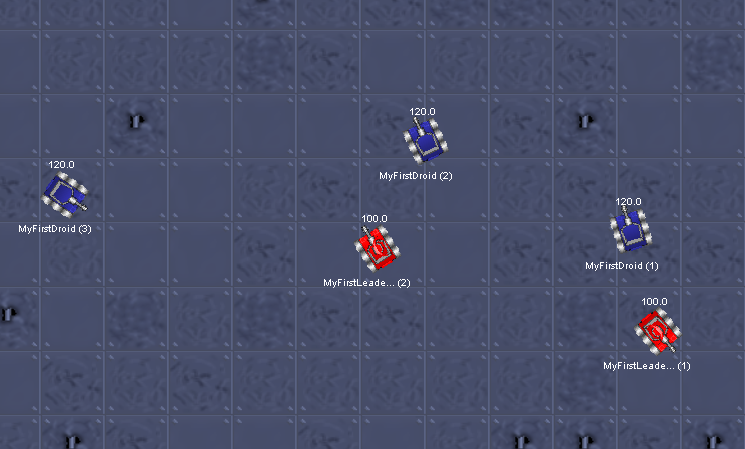 120.0
MyFirstDroid (2)
120.0
MyFirstDroid (3)
120.0
MyFirstDroid (1)
100.0
MyFirstLeade... (2)
100.0
MyFirstLeade... (1)